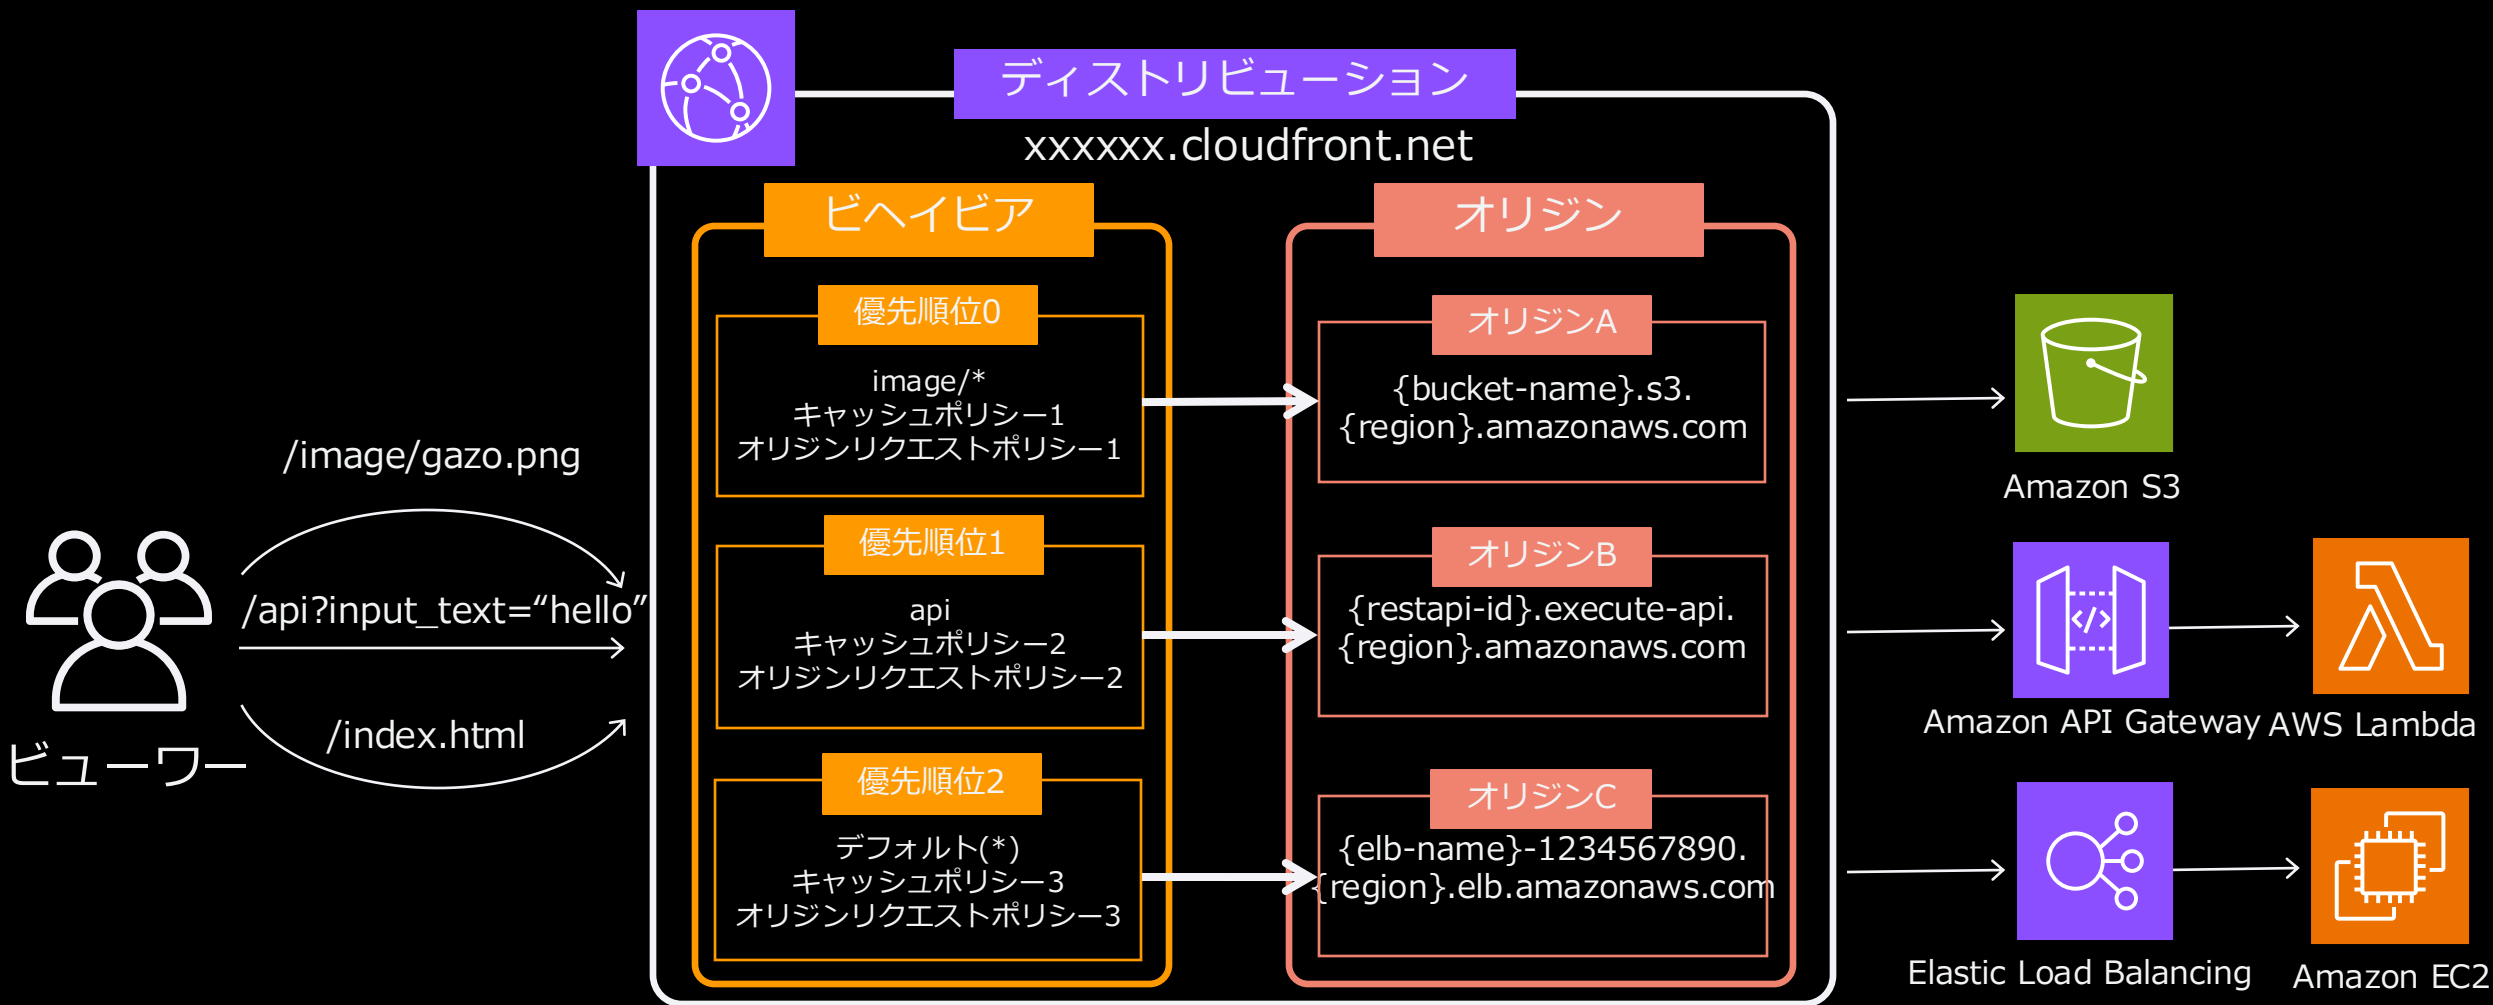 ディストリビューション
xxxxxx.cloudfront.net
ビヘイビア
オリジン
優先順位0
image/*
キャッシュポリシー1
オリジンリクエストポリシー1
オリジンA
{bucket-name}.s3.
{region}.amazonaws.com
Amazon S3
/image/gazo.png
/api?input_text=“hello”
/index.html
ビューワー
優先順位1
api
キャッシュポリシー2
オリジンリクエストポリシー2
オリジンB
{restapi-id}.execute-api.
{region}.amazonaws.com
Amazon API Gateway
AWS Lambda
優先順位2
デフォルト(*)
キャッシュポリシー3
オリジンリクエストポリシー3
オリジンC
{elb-name}-1234567890.
{region}.elb.amazonaws.com
Elastic Load Balancing
Amazon EC2